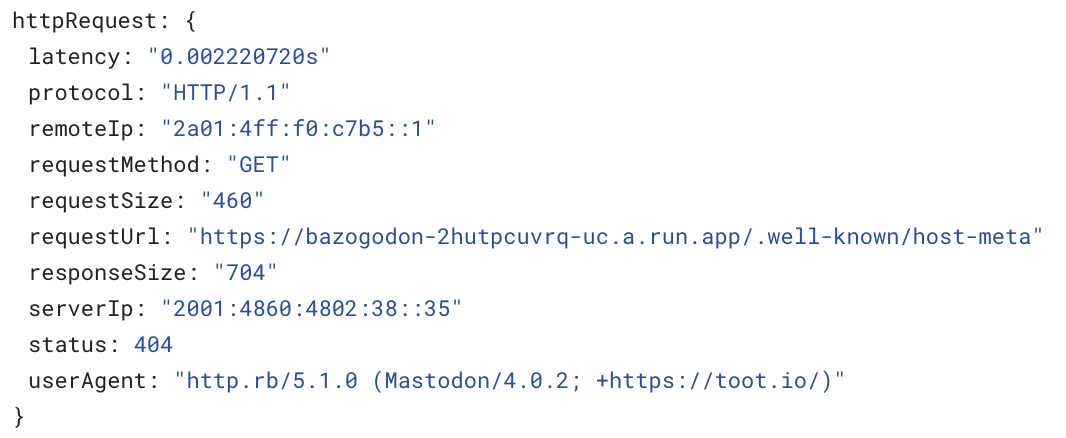 httpRequest: {
latency: "0.002220720s"
protocol: "HTTP/1.1"
remoteIp: "2a01:4ff:f0:c7b5::1"
requestMethod: "GET"
requestSize: "460"
requestUrl: "https://bazogodon-2hutpcuvrq-uc.a.run.app/.well-known/host-meta"
responseSize: "704"
serverIp: "2001:4860:4802:38::35"
status: 404
userAgent: "http.rb/5.1.0 (Mastodon/4.0.2; +https://toot.io/)"
}